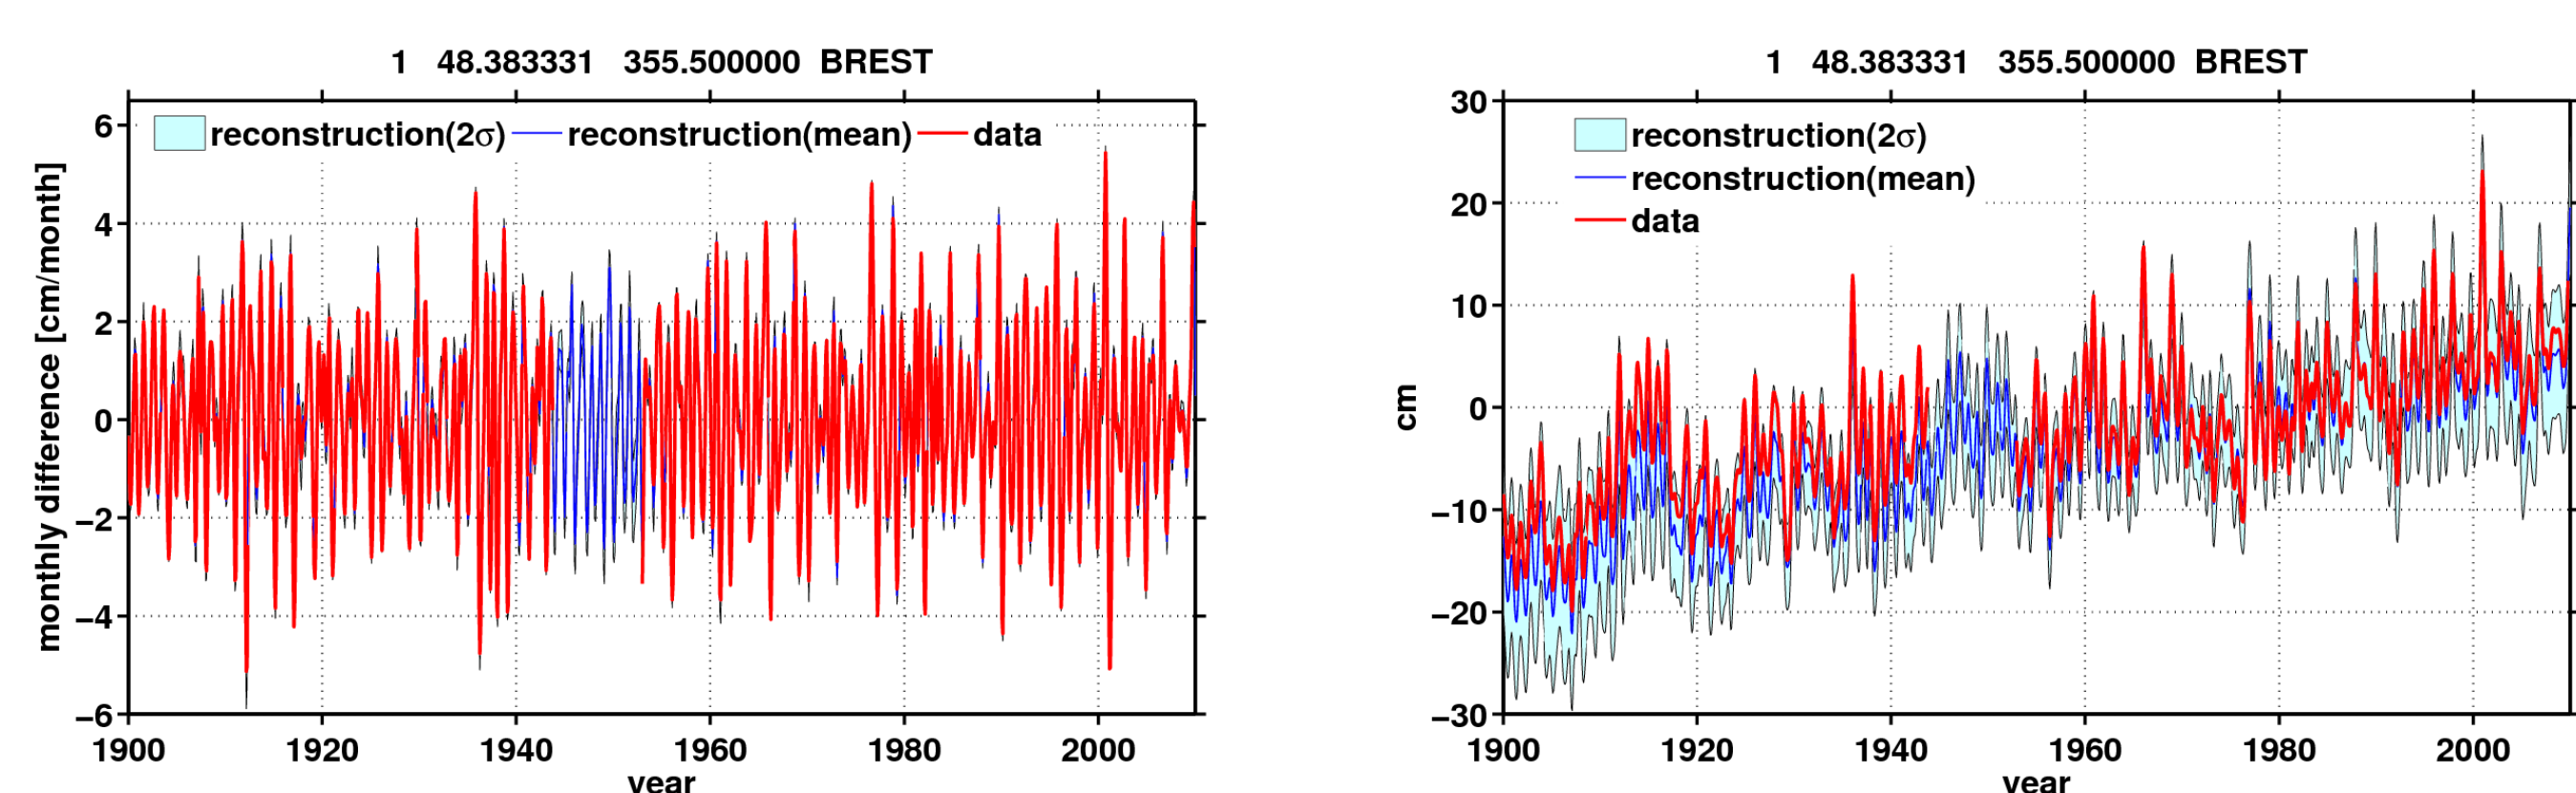 1 48.383331 355.500000 BREST
6
4
2
0
−2
−4
−6
monthly difference [cm/month]
reconstruction(2σ) reconstruction(mean) data
1900 1920 1940 1960 1980 2000
year
1 48.383331 355.500000 BREST
30
20
10
0
−10
−20
−30
cm
reconstruction(2σ)
reconstruction(mean)
data
1900 1920 1940 1960 1980 2000
year